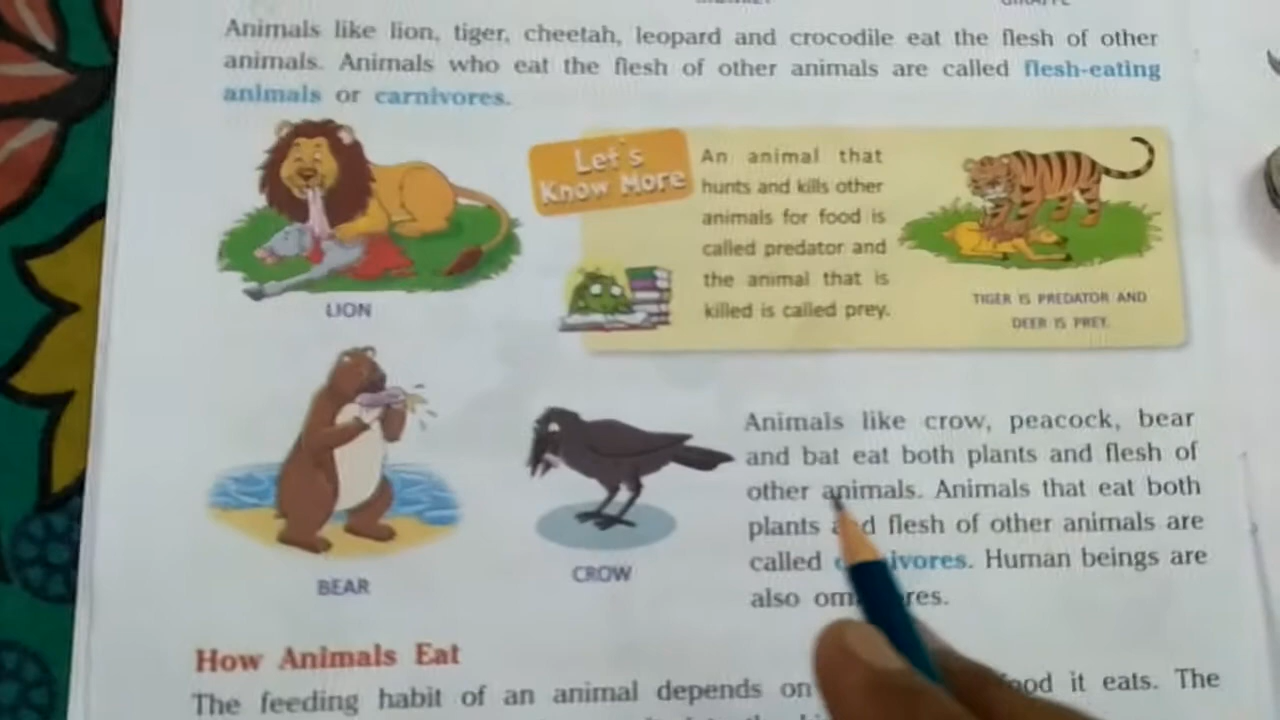 Animals like lion, tiger, cheetah, leopard and crocodile eat the flesh of other
animals. Animals who eat the flesh of other animals are called flesh-eating
animals or carnivores.
LION
Let's
Know More
An animal that
hunts and kills other
animals for food is
called predator and
the animal that is
killed is called prey.
TIGER IS PREDATOR AND
DEER IS PREY.
BEAR
CROW
Animals like crow, peacock, bear
and bat eat both plants and flesh of
other animals. Animals that eat both
plants and flesh of other animals are
called omnivores. Human beings are
also omnivores.
How Animals Eat
The feeding habit of an animal depends on food it eats. The